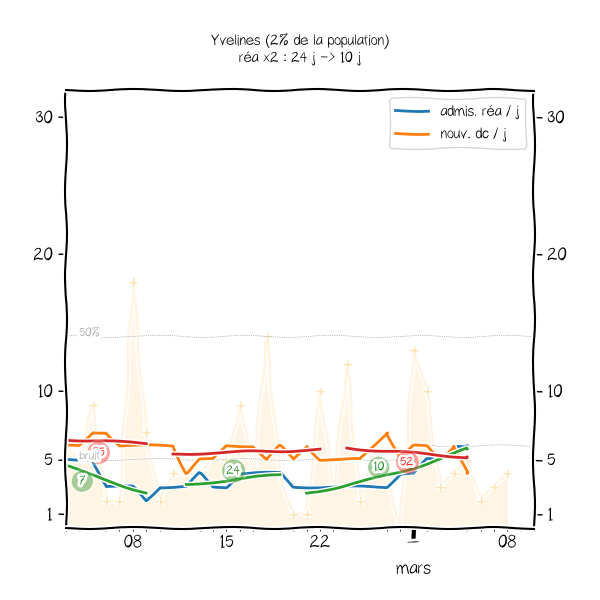 Yvelines (2% de la population)
réa x2 : 24 j -> 10 j
admis. réa / j
nouv. dc / j
30 30
20 20
50%
10 10
5 bruit 52 5
24 10
7
1 1
08 15 22 1 08
mars